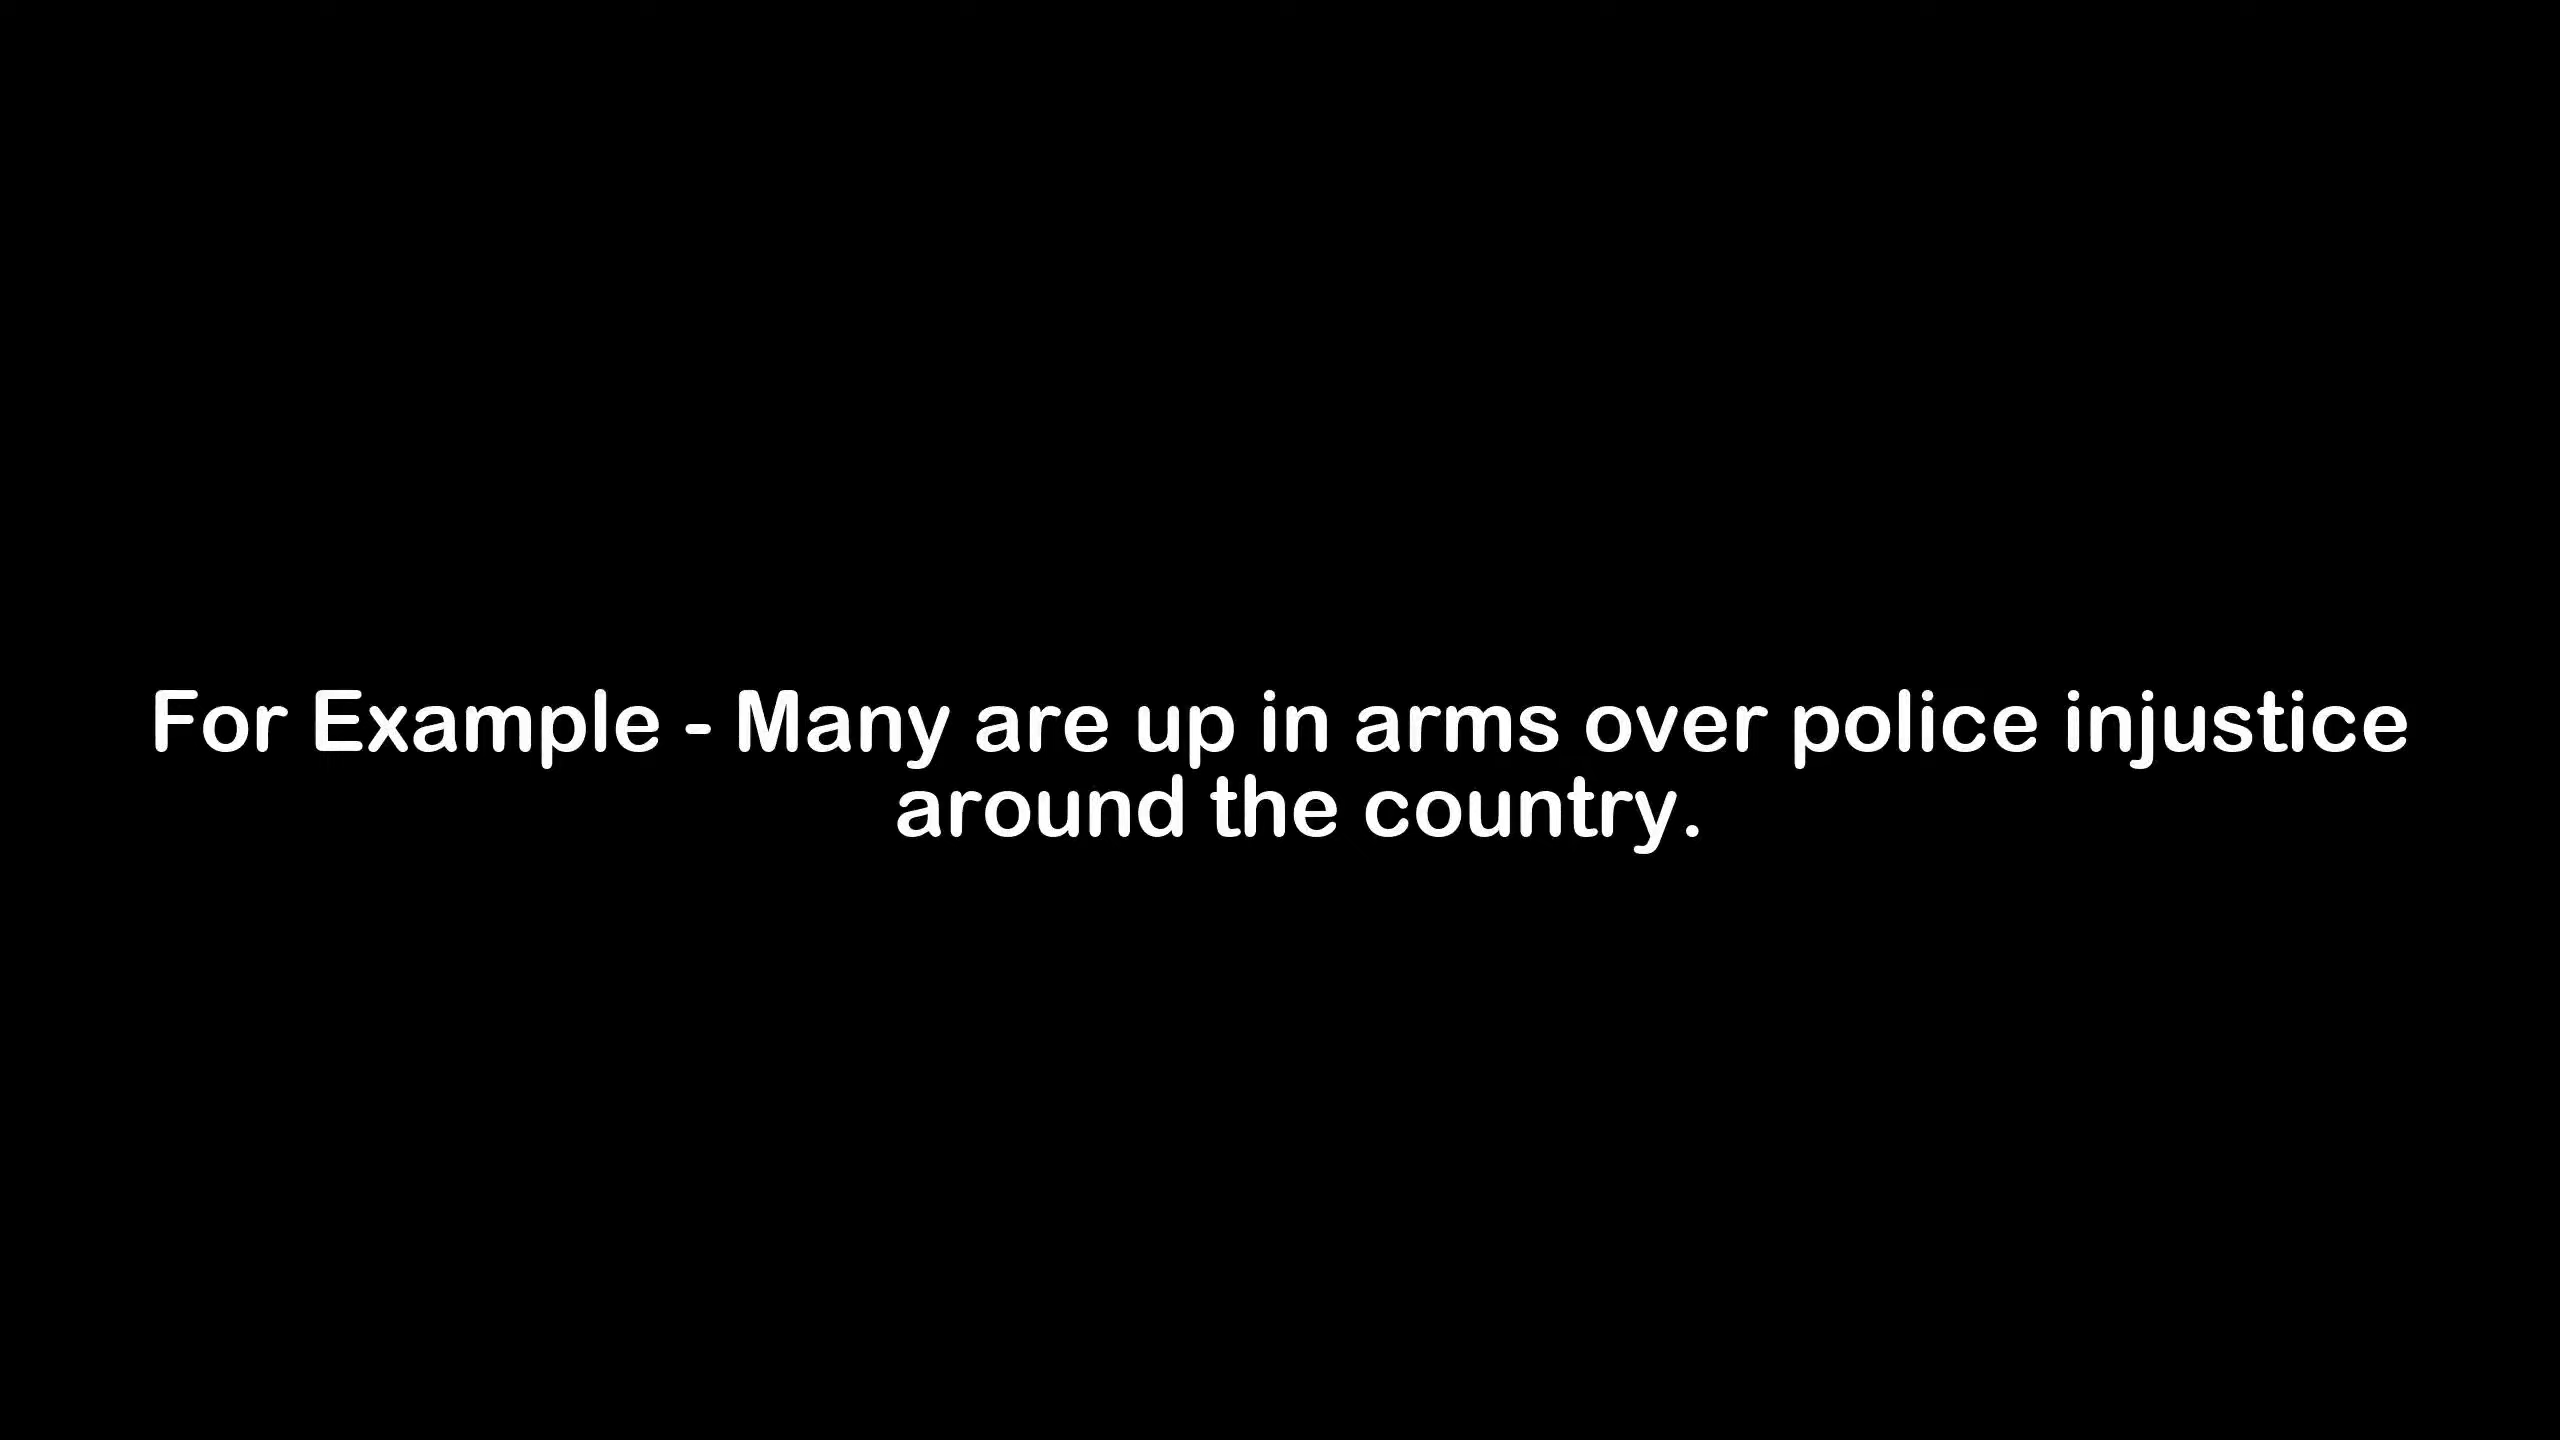 For Example - Many are up in arms over police injustice
around the country.